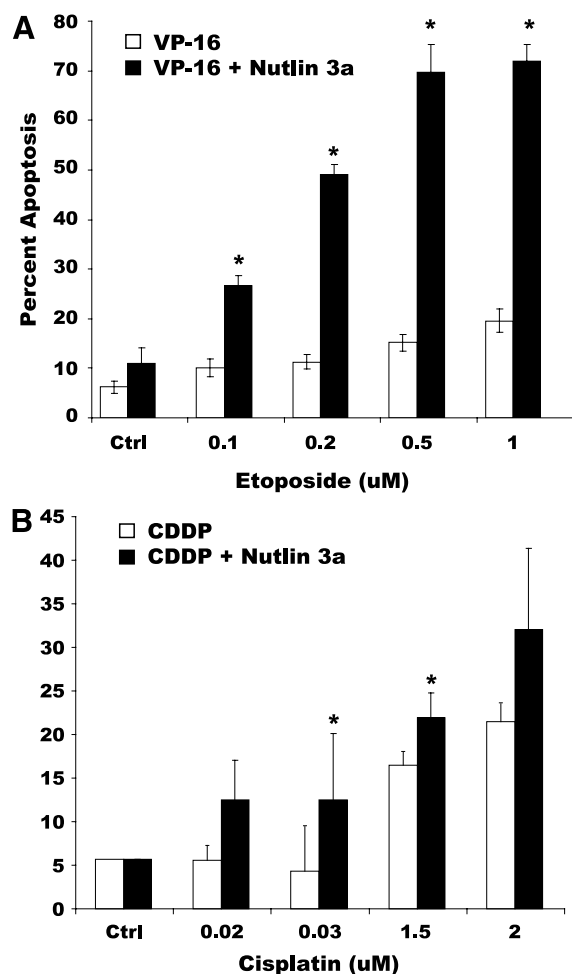 A
VP-16
VP-16 + Nutlin 3a
Percent Apoptosis
80
70
60
50
40
30
20
10
0
*
*
*
*
Ctrl 0.1 0.2 0.5 1
Etoposide (uM)
B
CDDP
CDDP + Nutlin 3a
45
40
35
30
25
20
15
10
5
0
*
*
Ctrl 0.02 0.03 1.5 2
Cisplatin (uM)